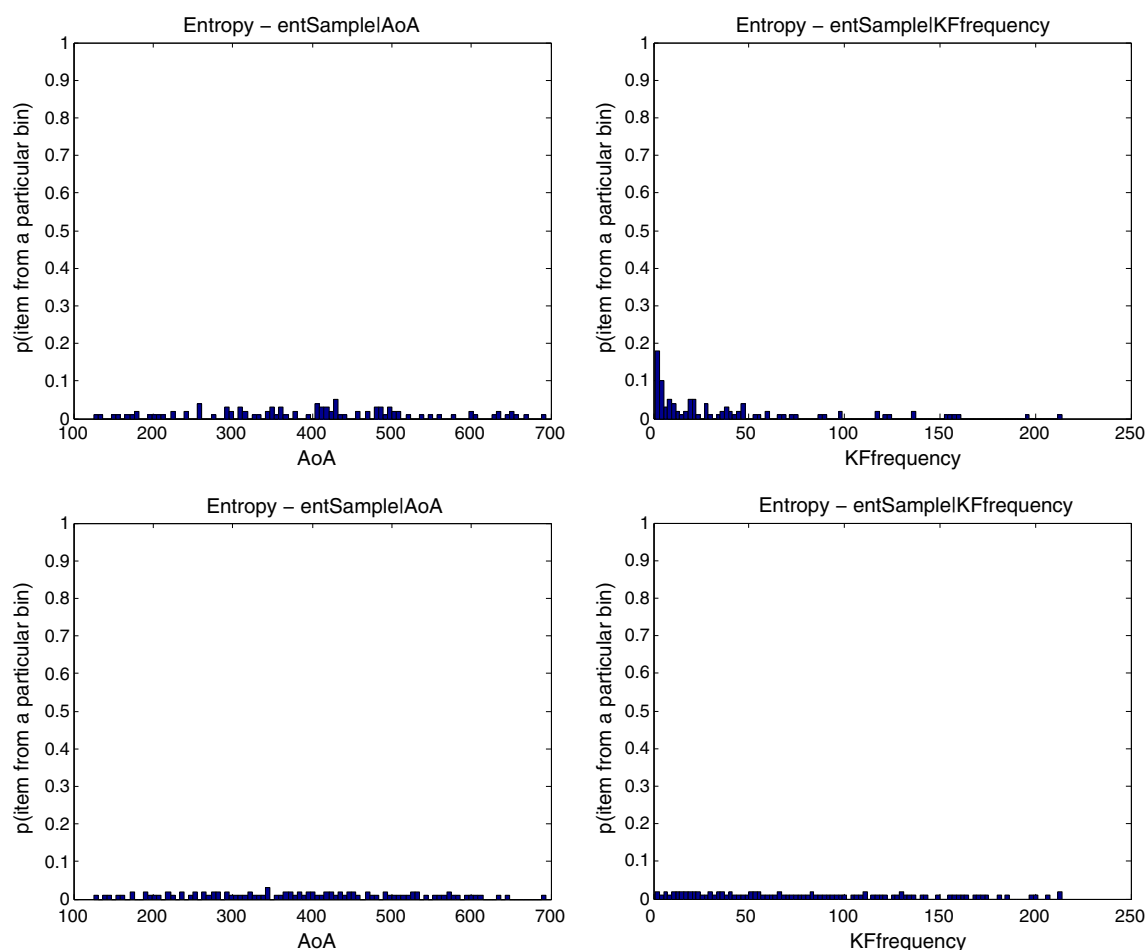 Entropy – entSample|AoA
1
0.9
0.8
0.7
0.6
0.5
0.4
0.3
0.2
0.1
0
p(item from a particular bin)
100 200 300 400 500 600 700
AoA
Entropy – entSample|KFfrequency
1
0.9
0.8
0.7
0.6
0.5
0.4
0.3
0.2
0.1
0
p(item from a particular bin)
0 50 100 150 200 250
KFfrequency
Entropy – entSample|AoA
1
0.9
0.8
0.7
0.6
0.5
0.4
0.3
0.2
0.1
0
p(item from a particular bin)
100 200 300 400 500 600 700
AoA
Entropy – entSample|KFfrequency
1
0.9
0.8
0.7
0.6
0.5
0.4
0.3
0.2
0.1
0
p(item from a particular bin)
0 50 100 150 200 250
KFfrequency